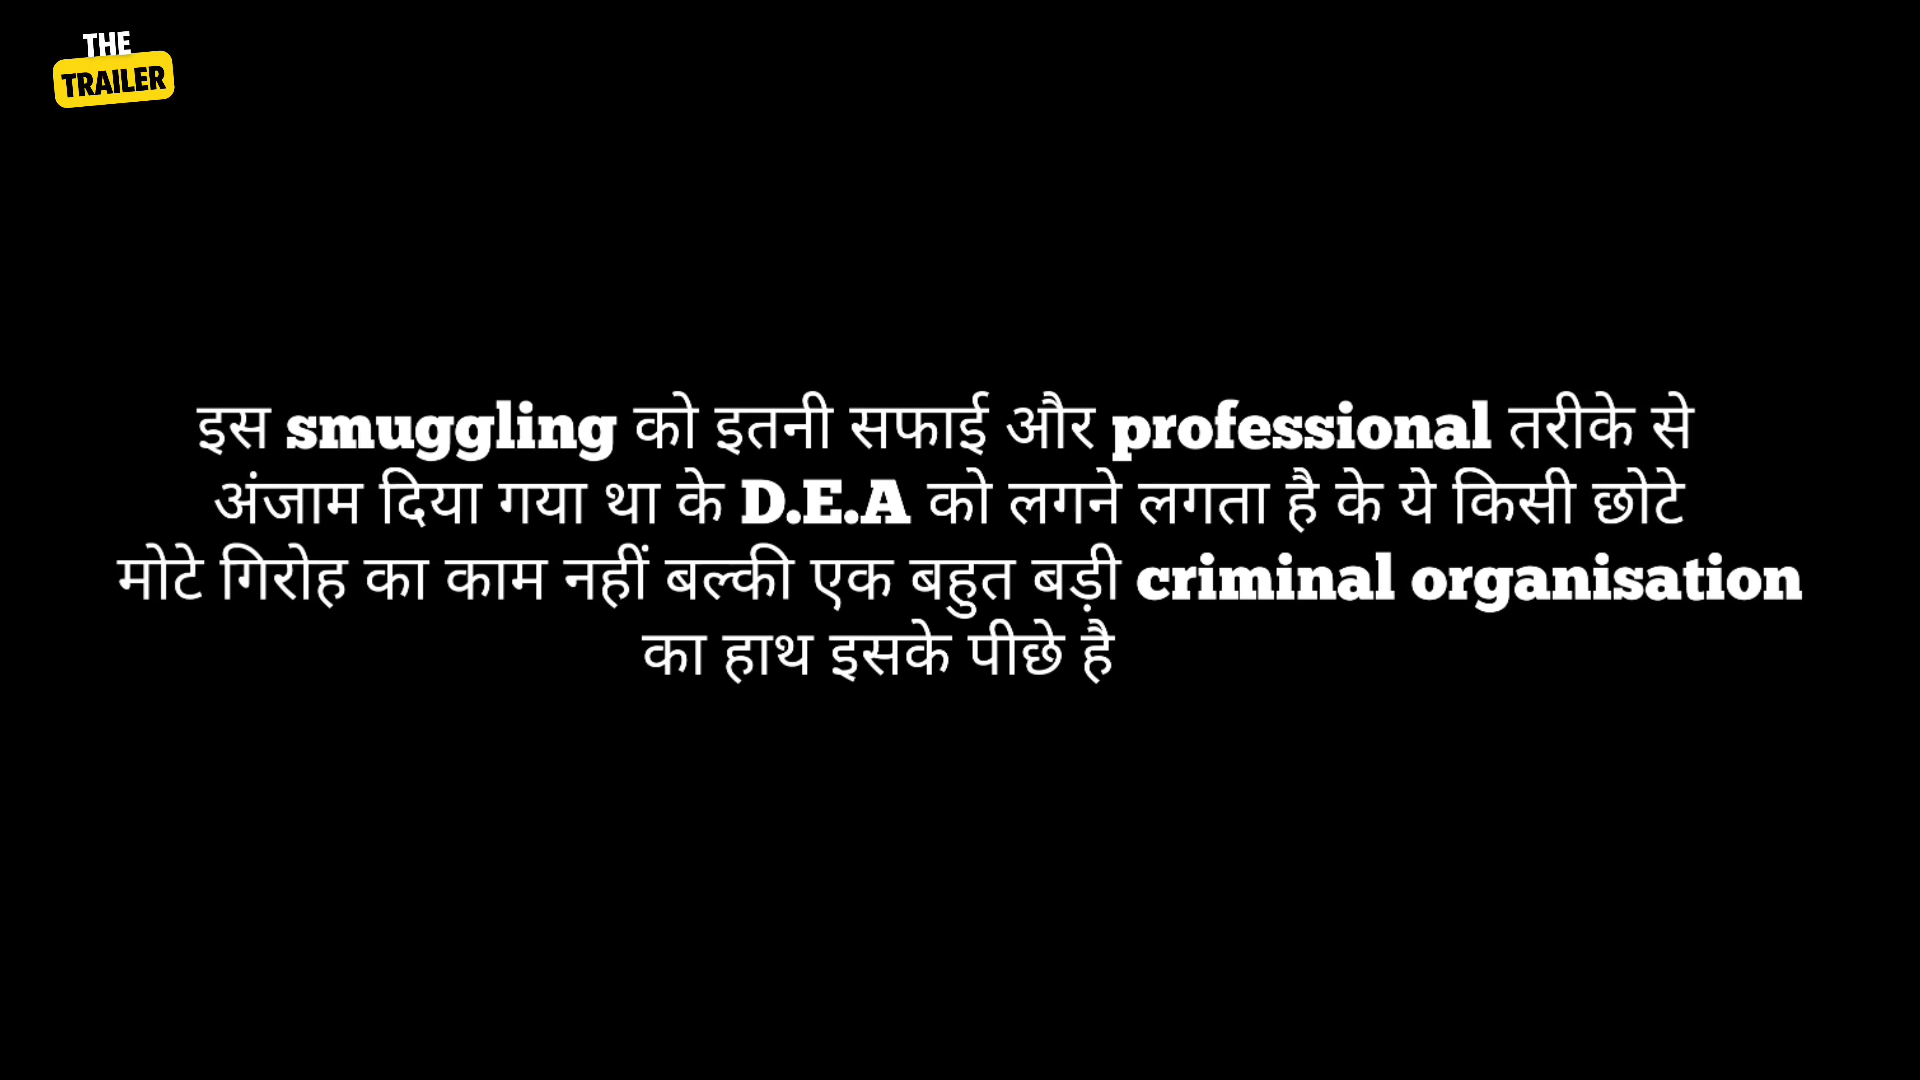 THE
TRAILER
इस smuggling को इतनी सफाई और professional तरीके से
अंजाम दिया गया था के D.E.A को लगने लगता है के ये किसी छोटे
मोटे गिरोह का काम नहीं बल्की एक बहुत बड़ी criminal organisation
का हाथ इसके पीछे है